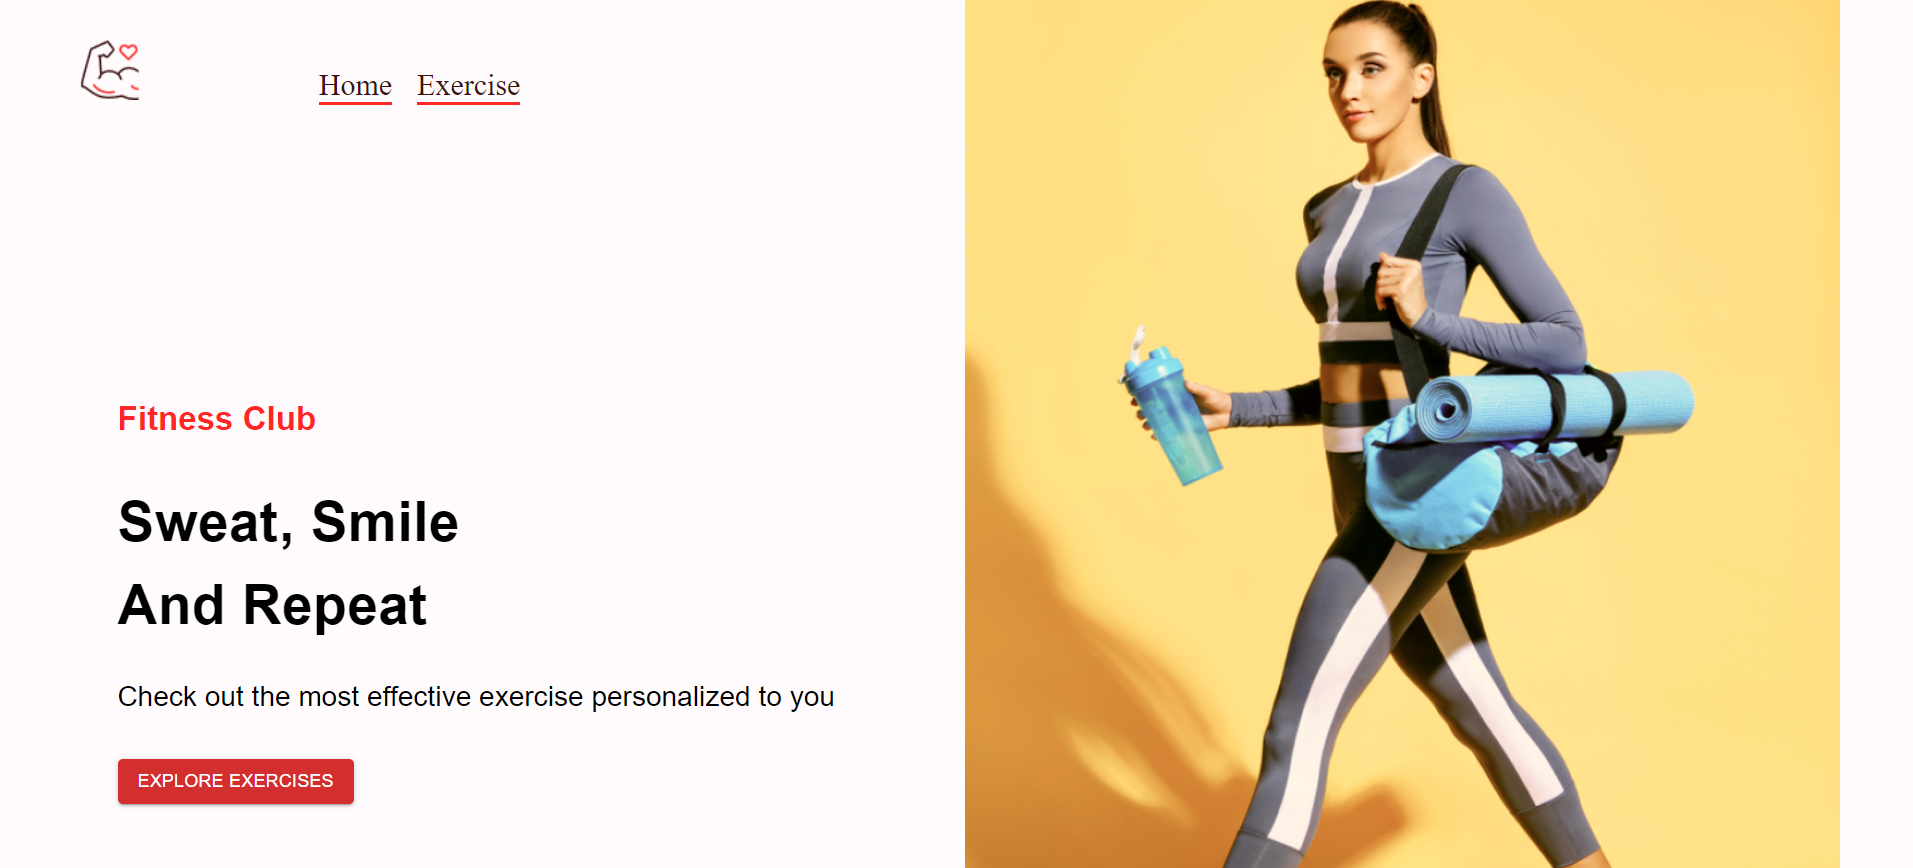 Home Exercise
Fitness Club
Sweat, Smile
And Repeat
Check out the most effective exercise personalized to you
EXPLORE EXERCISES